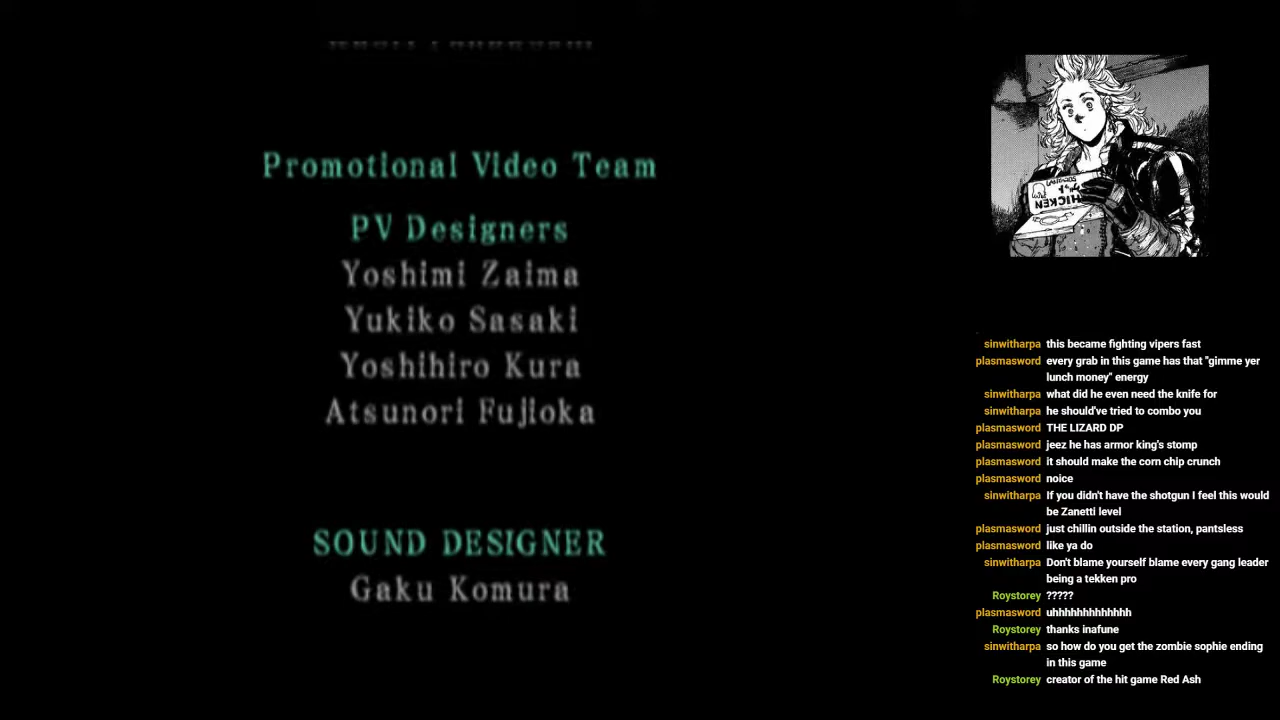 Promotional Video Team
PV Designers
Yoshimi Zaima
Yukiko Sasaki
Yoshihiro Kura
Atsunori Fujioka
SOUND DESIGNER
Gaku Komura
CHICKEN
sinwitharpa this became fighting vipers fast
plasmasword every grab in this game has that "gimme yer
lunch money" energy
sinwitharpa what did he even need the knife for
sinwitharpa he should've tried to combo you
plasmasword THE LIZARD DP
plasmasword jeez he has armor king's stomp
plasmasword it should make the corn chip crunch
plasmasword noice
sinwitharpa If you didn't have the shotgun I feel this would
be Zanetti level
plasmasword just chillin outside the station, pantsless
plasmasword like ya do
sinwitharpa Don't blame yourself blame every gang leader
being a tekken pro
Roystorey ?????
plasmasword uhhhhhhhhhhhh
Roystorey thanks inafune
sinwitharpa so how do you get the zombie sophie ending
in this game
Roystorey creator of the hit game Red Ash